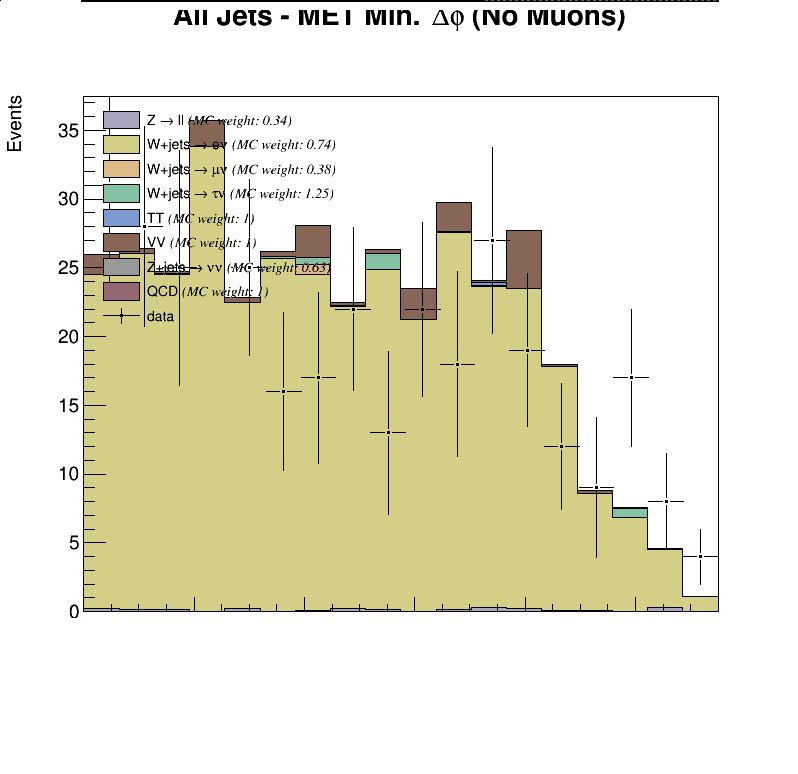 All Jets - MET Min. Δφ (No Muons)
Events
35
30
25
20
15
10
5
0
Z → ll (MC weight: 0.34)
W+jets → eν (MC weight: 0.74)
W+jets → μν (MC weight: 0.38)
W+jets → τν (MC weight: 1.25)
TT (MC weight: 1)
VV (MC weight: 1)
Z+jets → νν (MC weight: 0.63)
QCD (MC weight: 1)
data